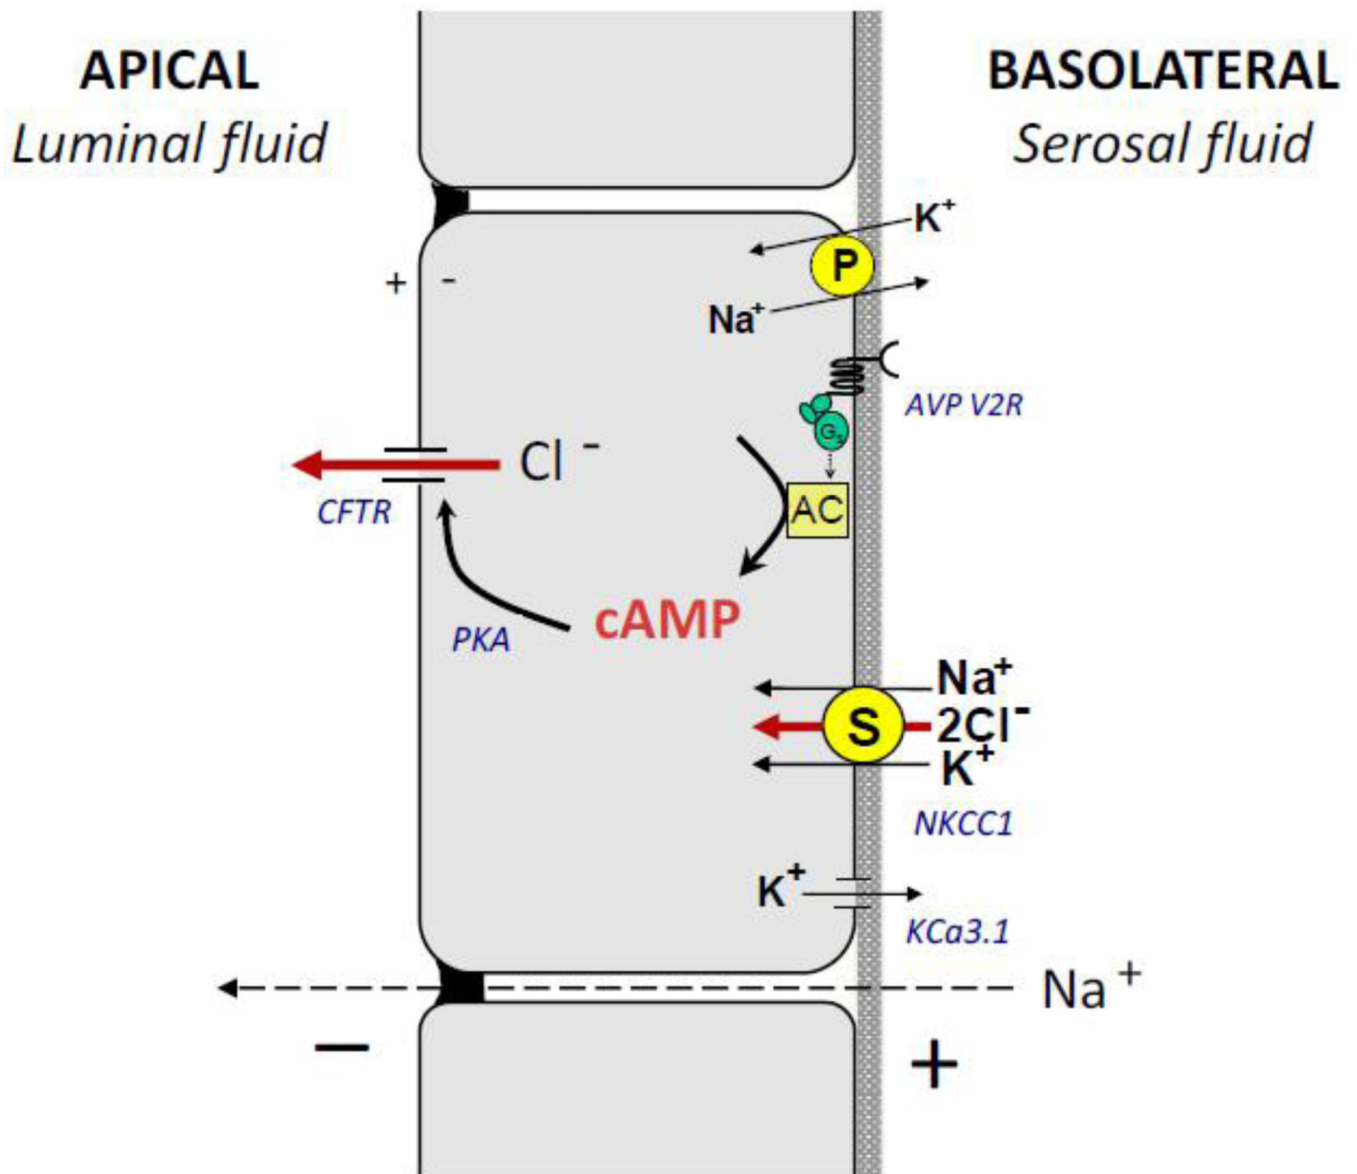 APICAL
Luminal fluid
BASOLATERAL
Serosal fluid
K⁺
P
+ -
Na⁺
AVP V2R
Gs
Cl ⁻
CFTR
AC
cAMP
PKA
Na⁺
S
2Cl⁻
K⁺
NKCC1
K⁺
KCa3.1
Na ⁺
− +